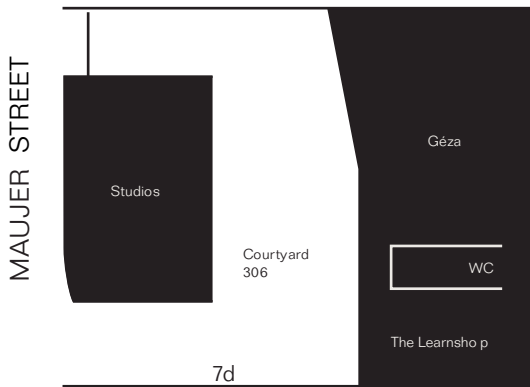 MAUJER STREET
Géza
Studios
Courtyard
306
WC
The Learnsho p
7d